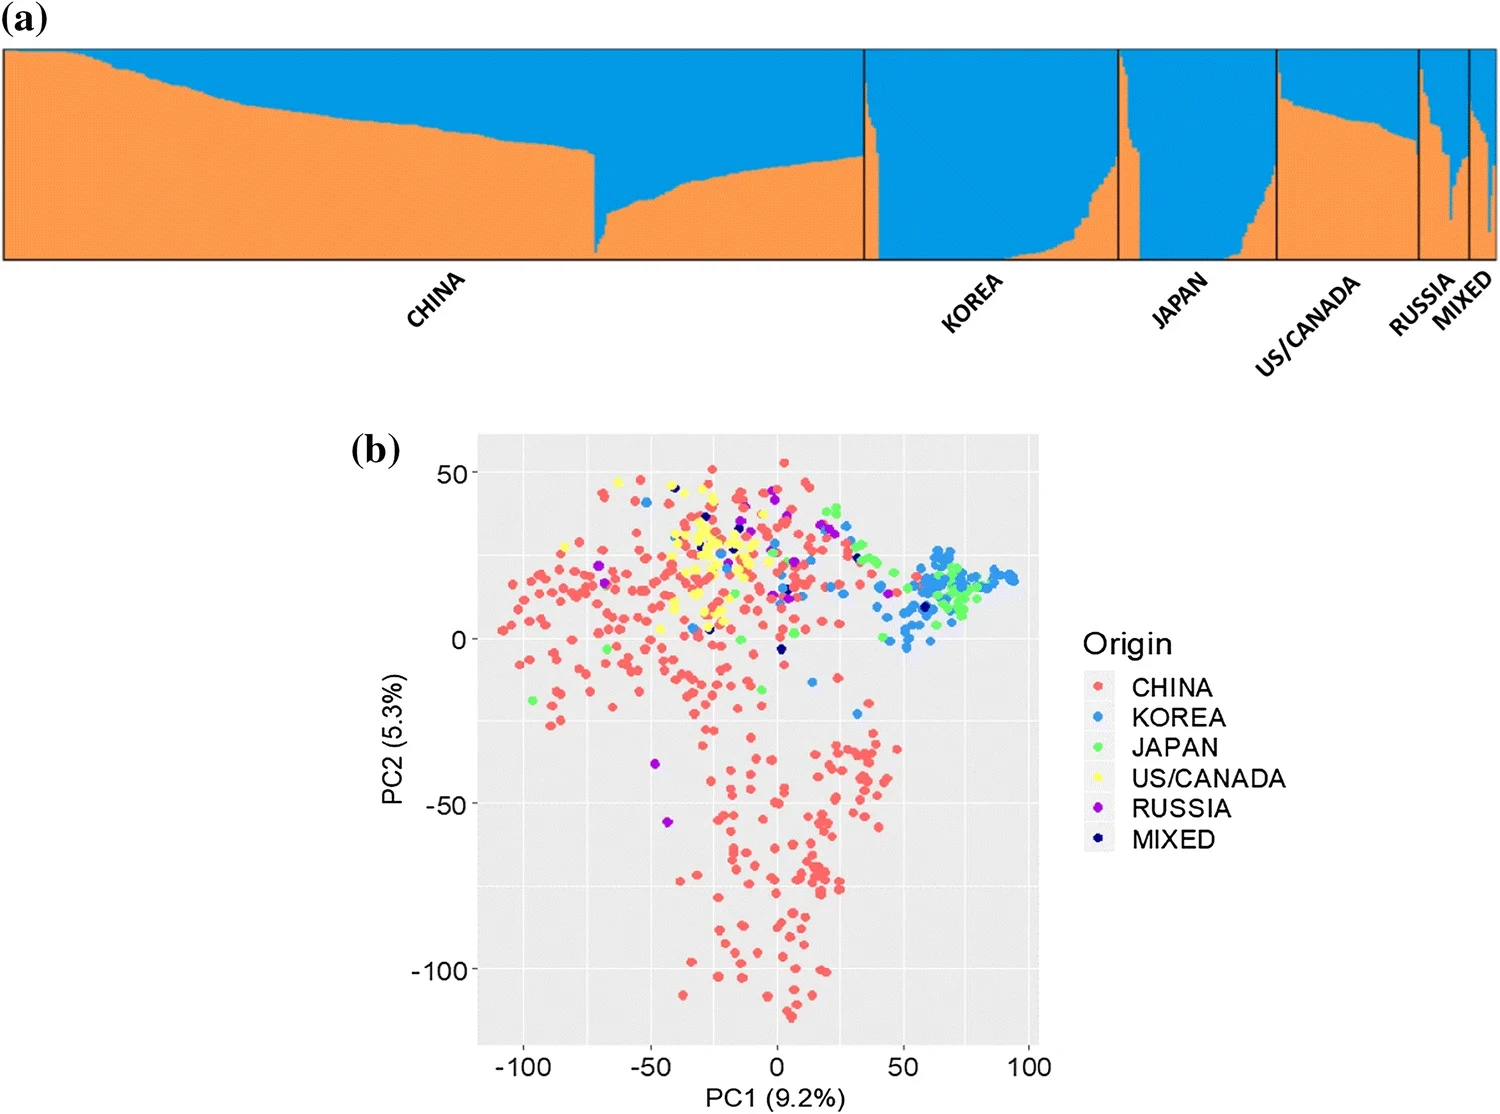 (a)
CHINA
KOREA
JAPAN
US/CANADA
RUSSIA
MIXED
(b)
50
0
-50
-100
PC2 (5.3%)
-100
-50
0
50
100
PC1 (9.2%)
Origin
CHINA
KOREA
JAPAN
US/CANADA
RUSSIA
MIXED